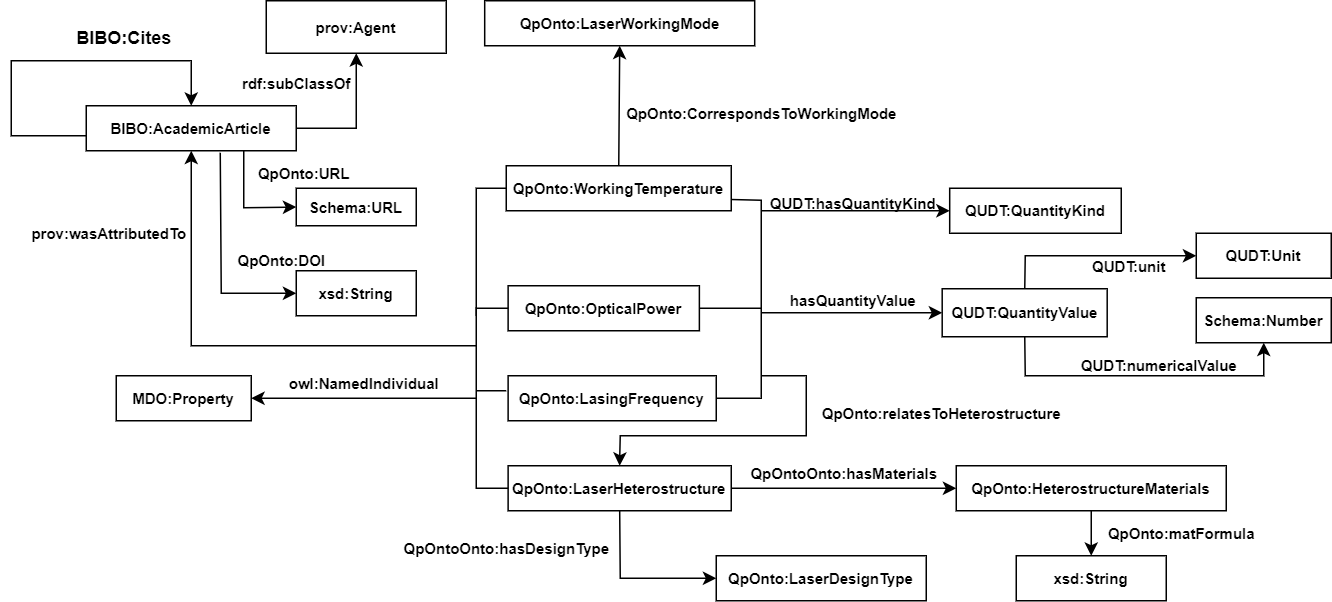 prov:Agent
QpOnto:LaserWorkingMode
BIBO:Cites
rdf:subClassOf
QpOnto:CorrespondsToWorkingMode
BIBO:AcademicArticle
QpOnto:URL
QpOnto:WorkingTemperature
Schema:URL
QUDT:hasQuantityKind
QUDT:QuantityKind
prov:wasAttributedTo
QpOnto:DOI
QUDT:unit
QUDT:Unit
xsd:String
QpOnto:OpticalPower
hasQuantityValue
QUDT:QuantityValue
Schema:Number
QUDT:numericalValue
owl:NamedIndividual
MDO:Property
QpOnto:LasingFrequency
QpOnto:relatesToHeterostructure
QpOntoOnto:hasMaterials
QpOnto:LaserHeterostructure
QpOnto:HeterostructureMaterials
QpOnto:matFormula
QpOntoOnto:hasDesignType
QpOnto:LaserDesignType
xsd:String